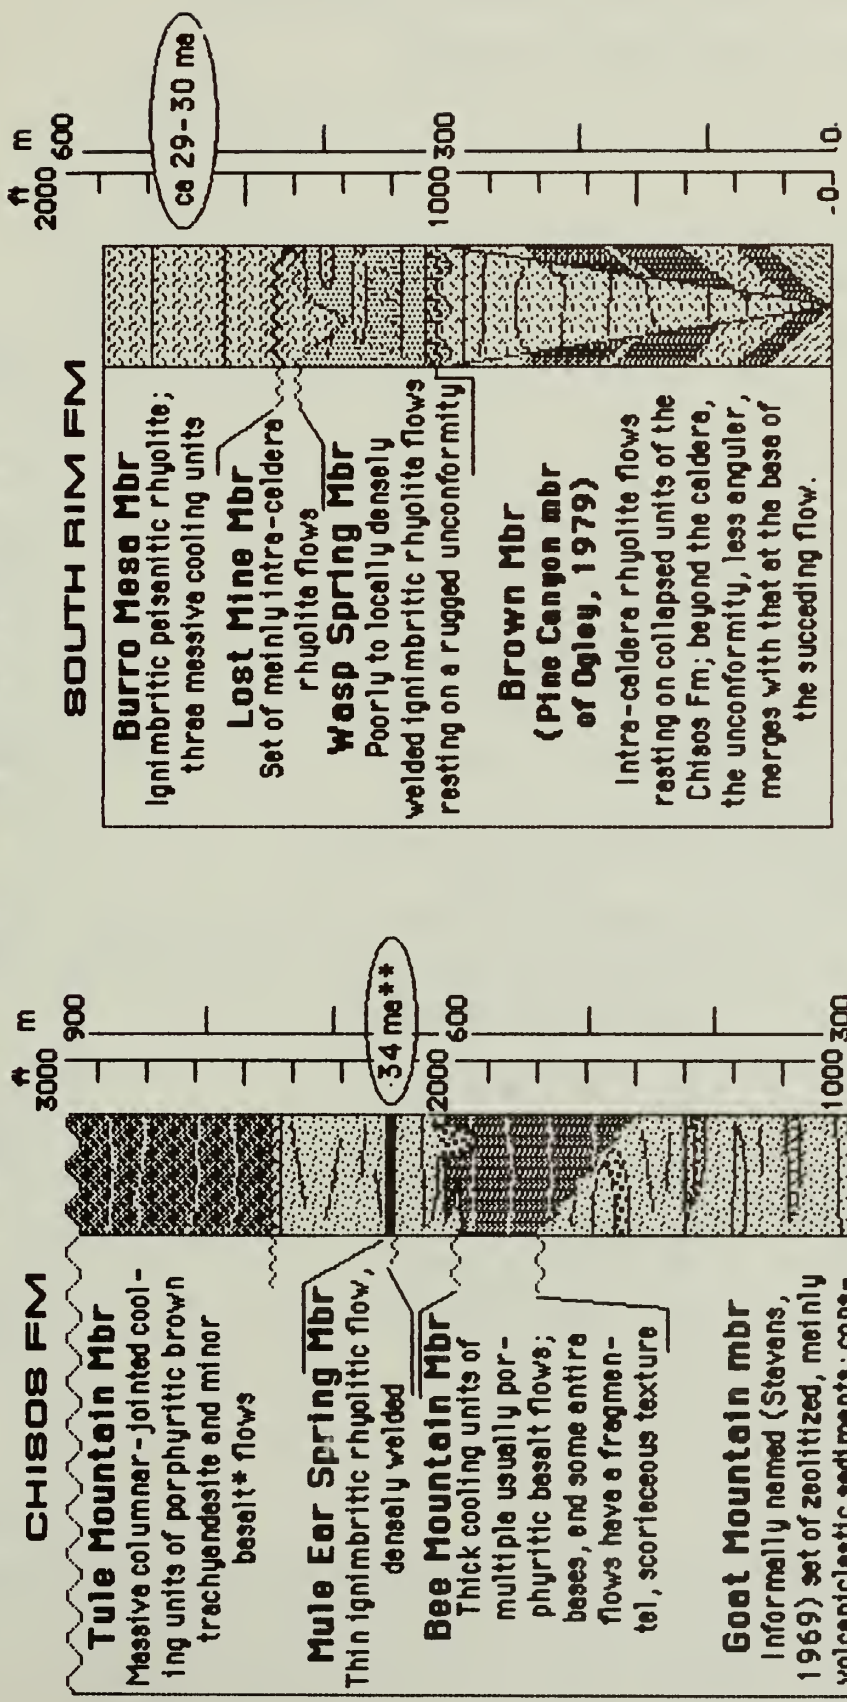 SOUTH RIM FM
ft m
2000 600
ca 29-30 ma
1000 300
-0- 0
Burro Mesa Mbr
Ignimbritic peisanitic rhyolite;
three massive cooling units
Lost Mine Mbr
Set of mainly intra-caldera
rhyolite flows
Wasp Spring Mbr
Poorly to locally densely
welded ignimbritic rhyolite flows
resting on a rugged unconformity
Brown Mbr
(Pine Canyon mbr
of Ogley, 1979)
Intra-caldera rhyolite flows
resting on collapsed units of the
Chisos Fm; beyond the caldera,
the unconformity, less angular,
merges with that at the base of
the succeding flow.
CHISOS FM
ft m
3000 900
34 ma**
2000 600
1000 300
Tule Mountain Mbr
Massive columnar-jointed cool-
ing units of porphyritic brown
trachyandesite and minor
basalt* flows
Mule Ear Spring Mbr
Thin ignimbritic rhyolitic flow,
densely welded
Bee Mountain Mbr
Thick cooling units of
multiple usually por-
phyritic basalt flows;
bases, and some entire
flows have a fragmen-
tal, scoriaceous texture
Goat Mountain mbr
Informally named (Stevens,
1969) set of zeolitized, mainly
volcaniclastic sediments;